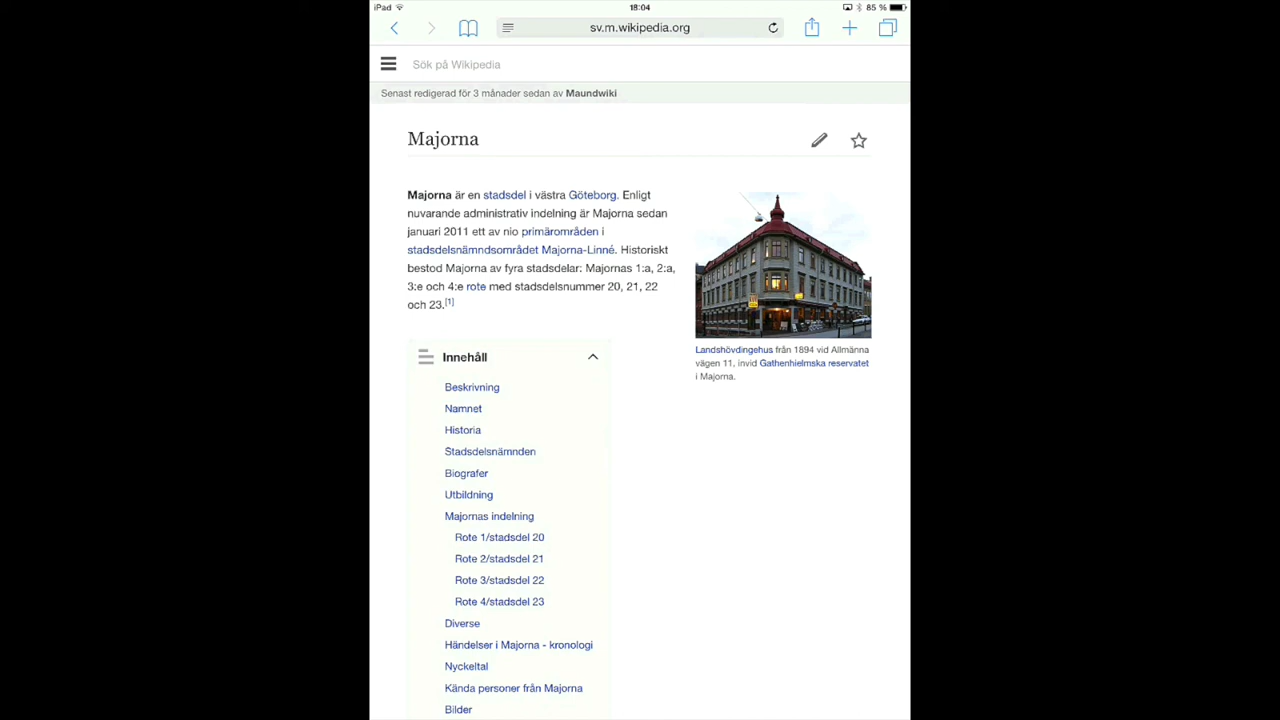 iPad 18:04 85 %
sv.m.wikipedia.org
Sök på Wikipedia
Senast redigerad för 3 månader sedan av Maundwiki
Majorna
Majorna är en stadsdel i västra Göteborg. Enligt
nuvarande administrativ indelning är Majorna sedan
januari 2011 ett av nio primärområden i
stadsdelsnämndsområdet Majorna-Linné. Historiskt
bestod Majorna av fyra stadsdelar: Majornas 1:a, 2:a,
3:e och 4:e rote med stadsdelsnummer 20, 21, 22
och 23.[1]
Landshövdingehus från 1894 vid Allmänna
vägen 11, invid Gathenhielmska reservatet
i Majorna.
Innehåll
Beskrivning
Namnet
Historia
Stadsdelsnämnden
Biografer
Utbildning
Majornas indelning
Rote 1/stadsdel 20
Rote 2/stadsdel 21
Rote 3/stadsdel 22
Rote 4/stadsdel 23
Diverse
Händelser i Majorna - kronologi
Nyckeltal
Kända personer från Majorna
Bilder